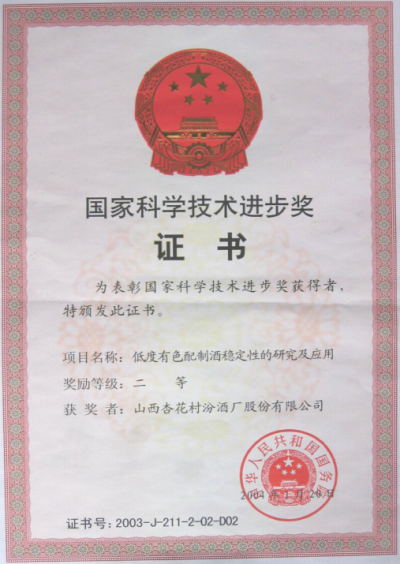 国家科学技术进步奖
证 书
为表彰国家科学技术进步奖获得者，
特颁发此证书。
项目名称：低度有色配制酒稳定性的研究及应用
奖励等级：二 等
获 奖 者：山西杏花村汾酒厂股份有限公司
中华人民共和国国务院
2004年1月20日
证书号：2003-J-211-2-02-D02